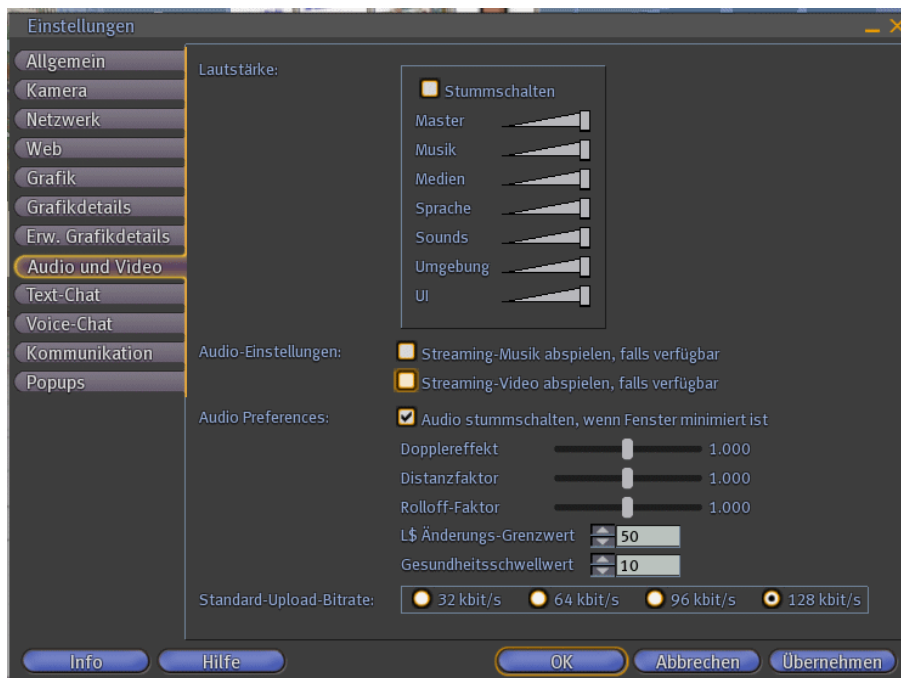 Einstellungen
Allgemein
Kamera
Netzwerk
Web
Grafik
Grafikdetails
Erw. Grafikdetails
Audio und Video
Text-Chat
Voice-Chat
Kommunikation
Popups
Lautstärke:
Stummschalten
Master
Musik
Medien
Sprache
Sounds
Umgebung
UI
Audio-Einstellungen:
Streaming-Musik abspielen, falls verfügbar
Streaming-Video abspielen, falls verfügbar
Audio Preferences:
Audio stummschalten, wenn Fenster minimiert ist
Dopplereffekt 1.000
Distanzfaktor 1.000
Rolloff-Faktor 1.000
L$ Änderungs-Grenzwert 50
Gesundheitsschwellwert 10
Standard-Upload-Bitrate: 32 kbit/s 64 kbit/s 96 kbit/s 128 kbit/s
Info Hilfe OK Abbrechen Übernehmen